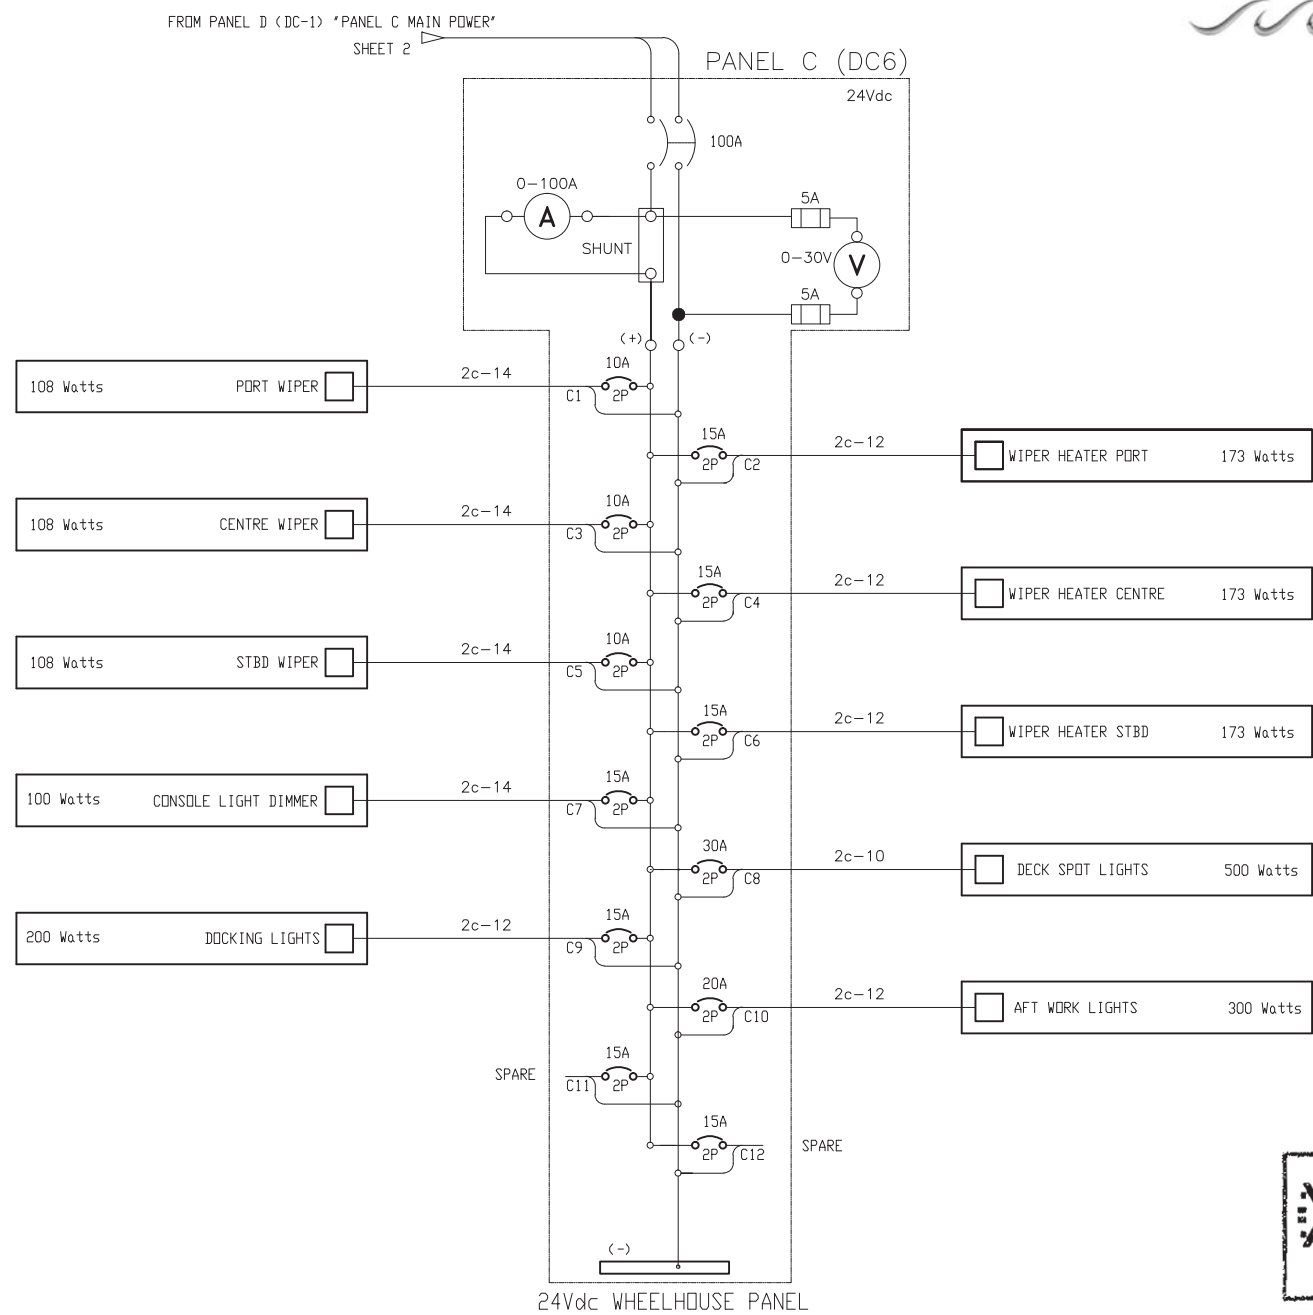 FROM PANEL D (DC-1) "PANEL C MAIN POWER"
SHEET 2
PANEL C (DC6)
24Vdc
100A
0-100A
A
SHUNT
5A
0-30V
V
5A
(+)
(-)
108 Watts PORT WIPER
2c-14
C1
10A
2P
15A
2P
C2
2c-12
WIPER HEATER PORT 173 Watts
108 Watts CENTRE WIPER
2c-14
C3
10A
2P
15A
2P
C4
2c-12
WIPER HEATER CENTRE 173 Watts
108 Watts STBD WIPER
2c-14
C5
10A
2P
15A
2P
C6
2c-12
WIPER HEATER STBD 173 Watts
100 Watts CONSOLE LIGHT DIMMER
2c-14
C7
15A
2P
30A
2P
C8
2c-10
DECK SPOT LIGHTS 500 Watts
200 Watts DOCKING LIGHTS
2c-12
C9
15A
2P
20A
2P
C10
2c-12
AFT WORK LIGHTS 300 Watts
SPARE
C11
15A
2P
15A
2P
C12
SPARE
(-)
24Vdc WHEELHOUSE PANEL